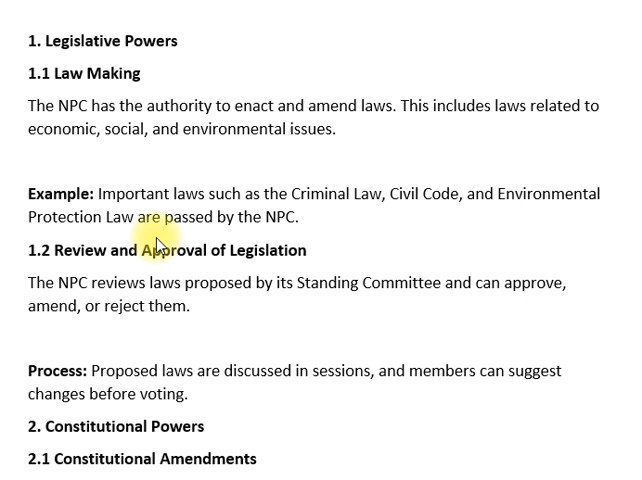 1. Legislative Powers
1.1 Law Making
The NPC has the authority to enact and amend laws. This includes laws related to
economic, social, and environmental issues.
Example: Important laws such as the Criminal Law, Civil Code, and Environmental
Protection Law are passed by the NPC.
1.2 Review and Approval of Legislation
The NPC reviews laws proposed by its Standing Committee and can approve,
amend, or reject them.
Process: Proposed laws are discussed in sessions, and members can suggest
changes before voting.
2. Constitutional Powers
2.1 Constitutional Amendments